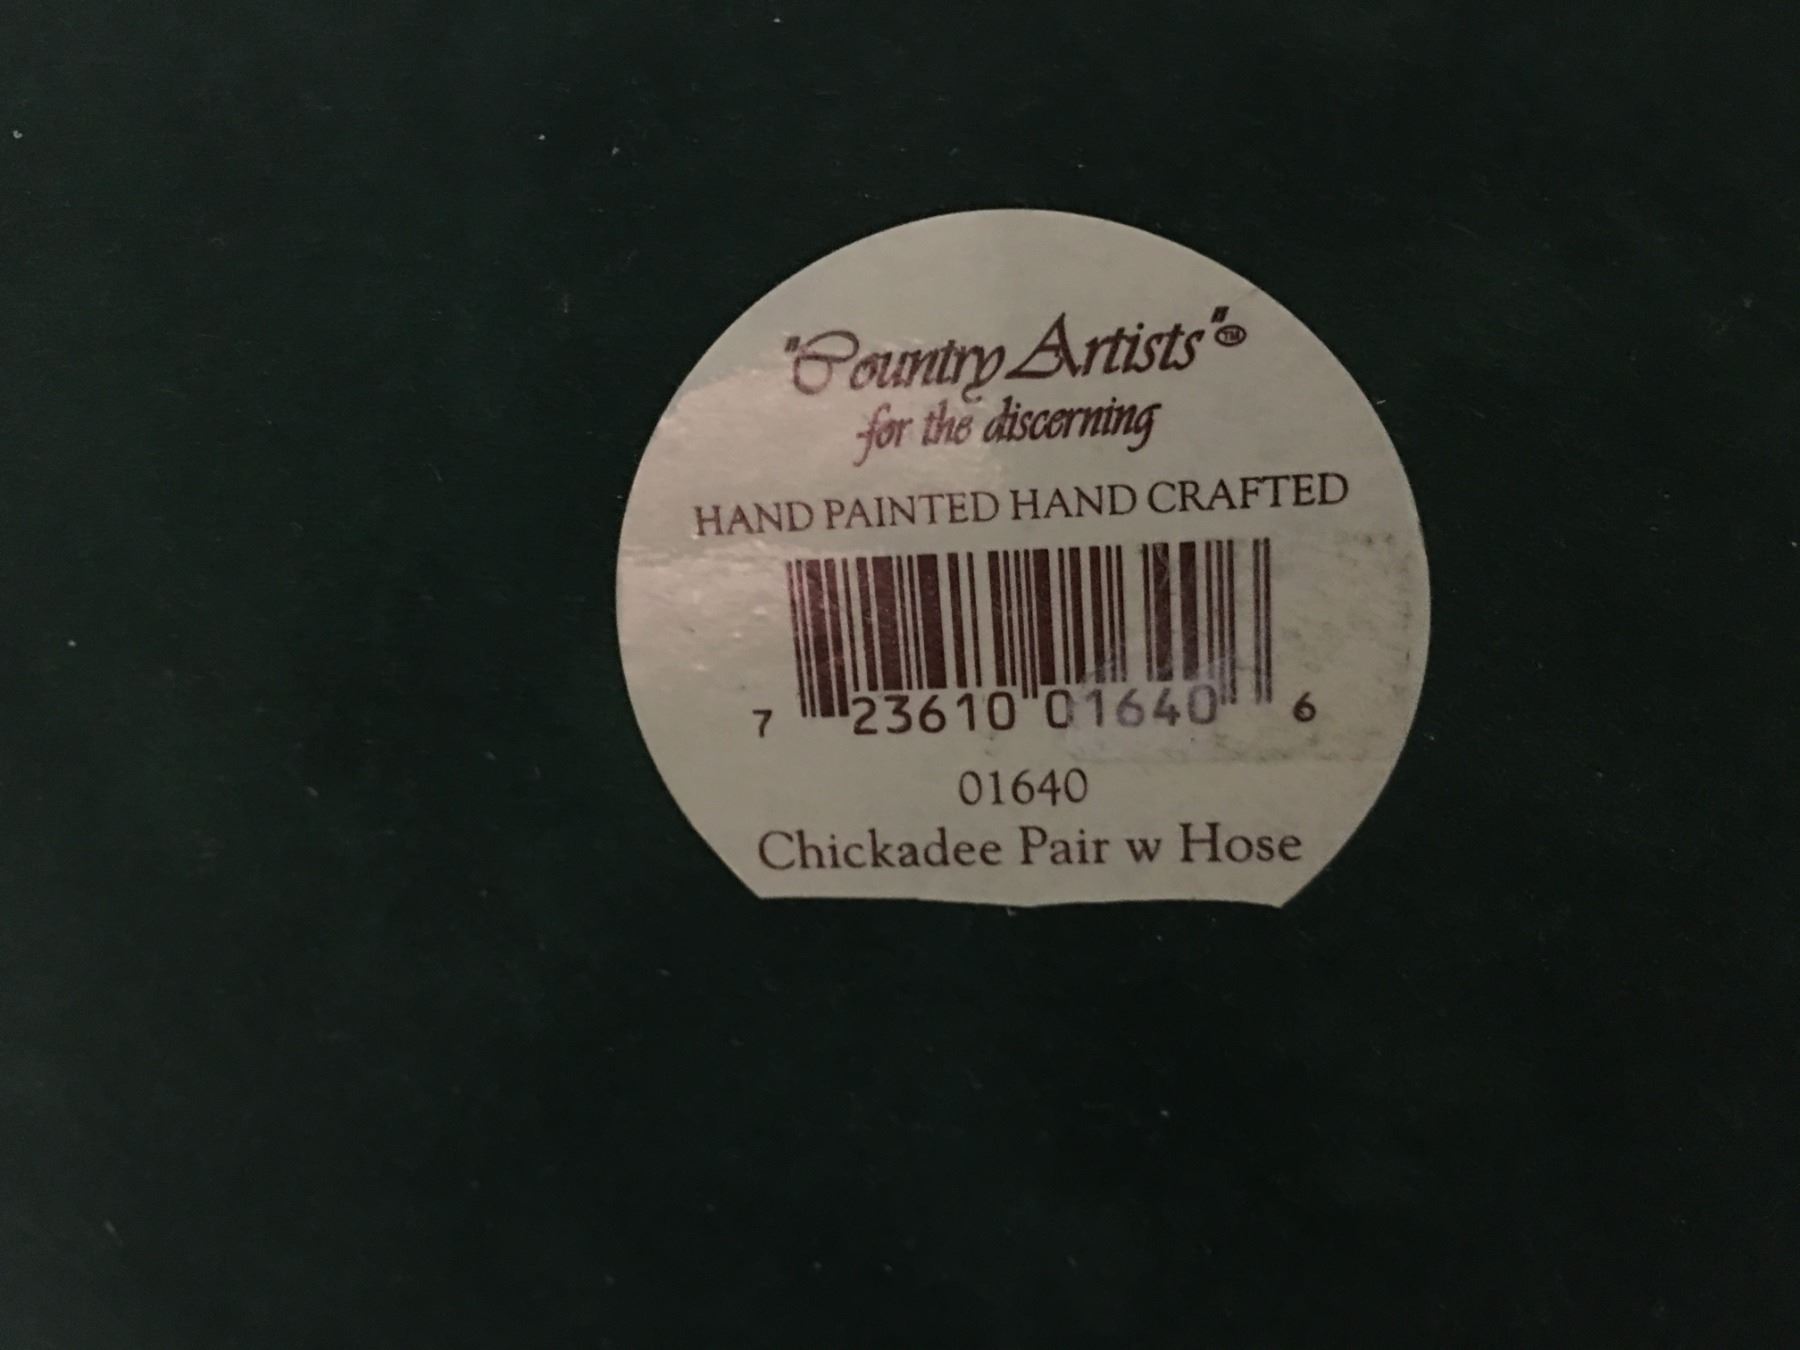 "Country Artists"™
for the discerning
HAND PAINTED HAND CRAFTED
7 23610 01640 6
01640
Chickadee Pair w Hose